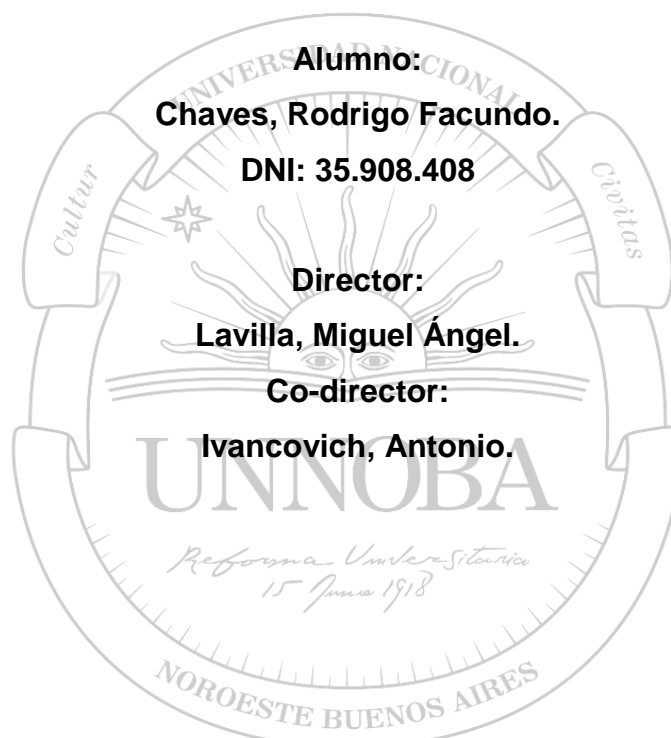 UNIVERSIDAD NACIONAL
Alumno:
Chaves, Rodrigo Facundo.
DNI: 35.908.408
Cultur
Civitas
Director:
Lavilla, Miguel Ángel.
Co-director:
Ivancovich, Antonio.
UNNOBA
Reforma Universitaria
15 Junio 1918
NOROESTE BUENOS AIRES